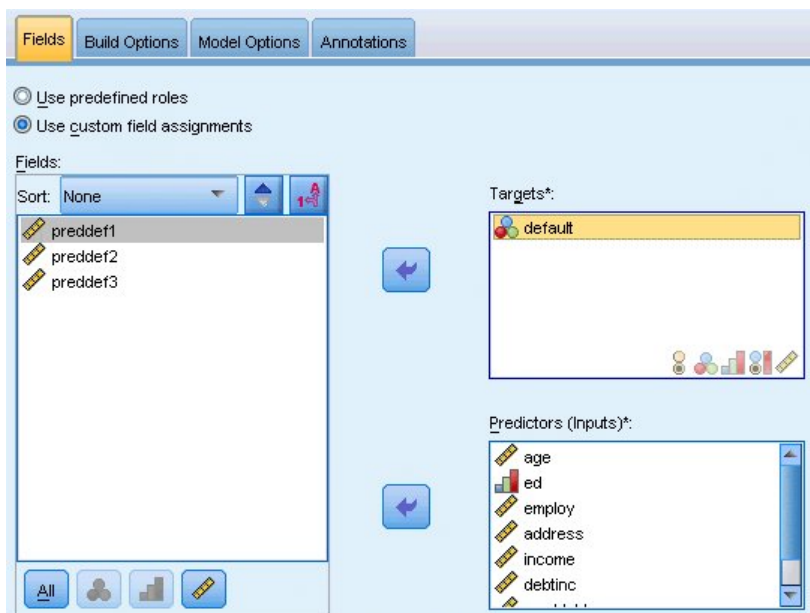 Fields Build Options Model Options Annotations
Use predefined roles
Use custom field assignments
Fields:
Sort: None
A
1
preddef1
preddef2
preddef3
All
Targets*:
default
Predictors (Inputs)*:
age
ed
employ
address
income
debtinc